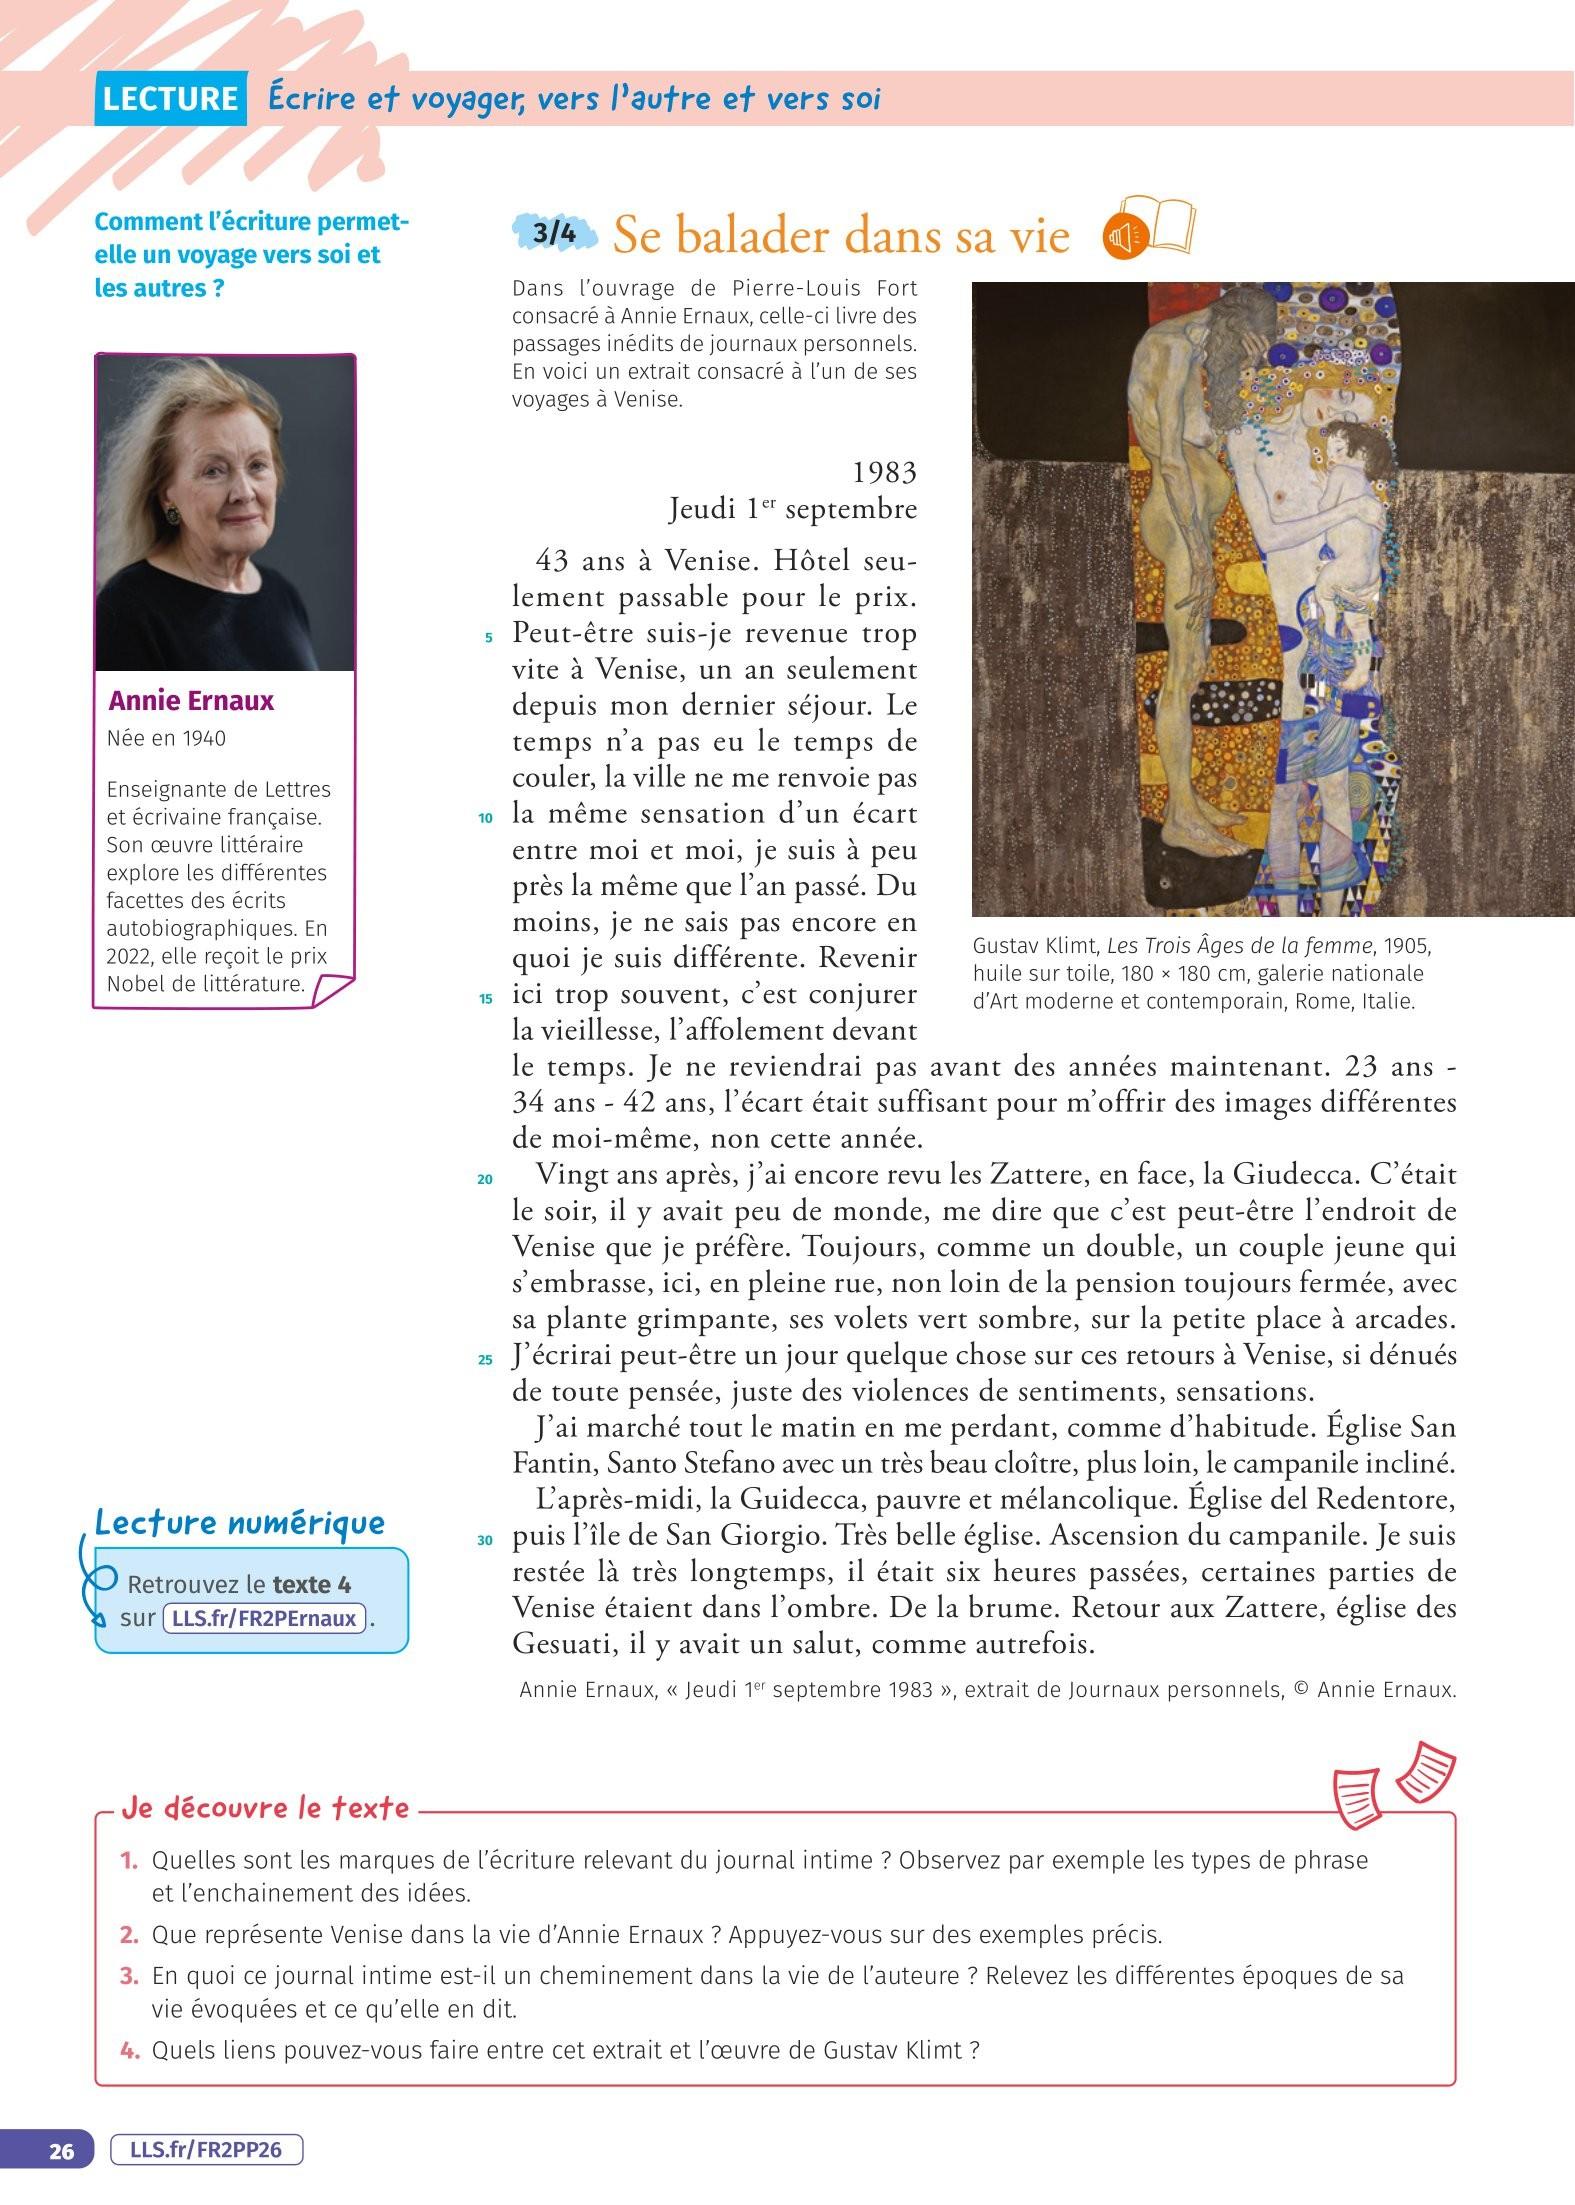 LECTURE Écrire et voyager, vers l'autre et vers soi
Comment l'écriture permet-
elle un voyage vers soi et
les autres ?
Annie Ernaux
Née en 1940
Enseignante de Lettres
et écrivaine française.
Son œuvre littéraire
explore les différentes
facettes des écrits
autobiographiques. En
2022, elle reçoit le prix
Nobel de littérature.
Lecture numérique
Retrouvez le texte 4
sur LLS.fr/FR2PErnaux .
3/4 Se balader dans sa vie
Dans l'ouvrage de Pierre-Louis Fort
consacré à Annie Ernaux, celle-ci livre des
passages inédits de journaux personnels.
En voici un extrait consacré à l'un de ses
voyages à Venise.
1983
Jeudi 1er septembre
43 ans à Venise. Hôtel seu-
lement passable pour le prix.
5 Peut-être suis-je revenue trop
vite à Venise, un an seulement
depuis mon dernier séjour. Le
temps n'a pas eu le temps de
couler, la ville ne me renvoie pas
10 la même sensation d'un écart
entre moi et moi, je suis à peu
près la même que l'an passé. Du
moins, je ne sais pas encore en
quoi je suis différente. Revenir
15 ici trop souvent, c'est conjurer
la vieillesse, l'affolement devant
le temps. Je ne reviendrai pas avant des années maintenant. 23 ans -
34 ans - 42 ans, l'écart était suffisant pour m'offrir des images différentes
de moi-même, non cette année.
20 Vingt ans après, j'ai encore revu les Zattere, en face, la Giudecca. C'était
le soir, il y avait peu de monde, me dire que c'est peut-être l'endroit de
Venise que je préfère. Toujours, comme un double, un couple jeune qui
s'embrasse, ici, en pleine rue, non loin de la pension toujours fermée, avec
sa plante grimpante, ses volets vert sombre, sur la petite place à arcades.
25 J'écrirai peut-être un jour quelque chose sur ces retours à Venise, si dénués
de toute pensée, juste des violences de sentiments, sensations.
J'ai marché tout le matin en me perdant, comme d'habitude. Église San
Fantin, Santo Stefano avec un très beau cloître, plus loin, le campanile incliné.
L'après-midi, la Guidecca, pauvre et mélancolique. Église del Redentore,
30 puis l'île de San Giorgio. Très belle église. Ascension du campanile. Je suis
restée là très longtemps, il était six heures passées, certaines parties de
Venise étaient dans l'ombre. De la brume. Retour aux Zattere, église des
Gesuati, il y avait un salut, comme autrefois.
Annie Ernaux, « Jeudi 1er septembre 1983 », extrait de Journaux personnels, © Annie Ernaux.
Gustav Klimt, Les Trois Âges de la femme, 1905,
huile sur toile, 180 × 180 cm, galerie nationale
d'Art moderne et contemporain, Rome, Italie.
Je découvre le texte
1. Quelles sont les marques de l'écriture relevant du journal intime ? Observez par exemple les types de phrase
et l'enchainement des idées.
2. Que représente Venise dans la vie d'Annie Ernaux ? Appuyez-vous sur des exemples précis.
3. En quoi ce journal intime est-il un cheminement dans la vie de l'auteure ? Relevez les différentes époques de sa
vie évoquées et ce qu'elle en dit.
4. Quels liens pouvez-vous faire entre cet extrait et l'œuvre de Gustav Klimt ?
26 LLS.fr/FR2PP26